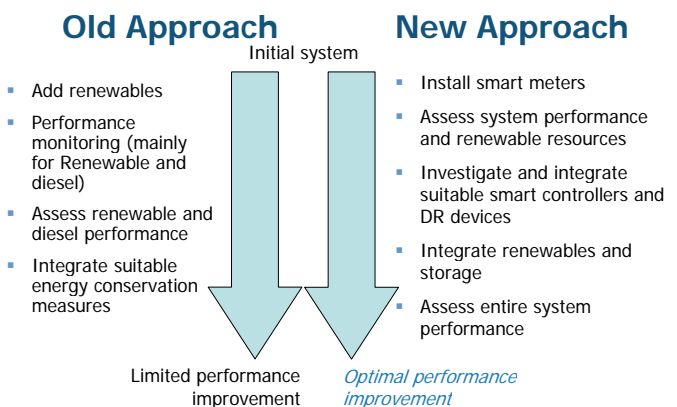 Old Approach
New Approach
Initial system
▪ Add renewables
▪ Performance
monitoring (mainly
for Renewable and
diesel)
▪ Assess renewable and
diesel performance
▪ Integrate suitable
energy conservation
measures
▪ Install smart meters
▪ Assess system performance
and renewable resources
▪ Investigate and integrate
suitable smart controllers and
DR devices
▪ Integrate renewables and
storage
▪ Assess entire system
performance
Limited performance
improvement
Optimal performance
improvement